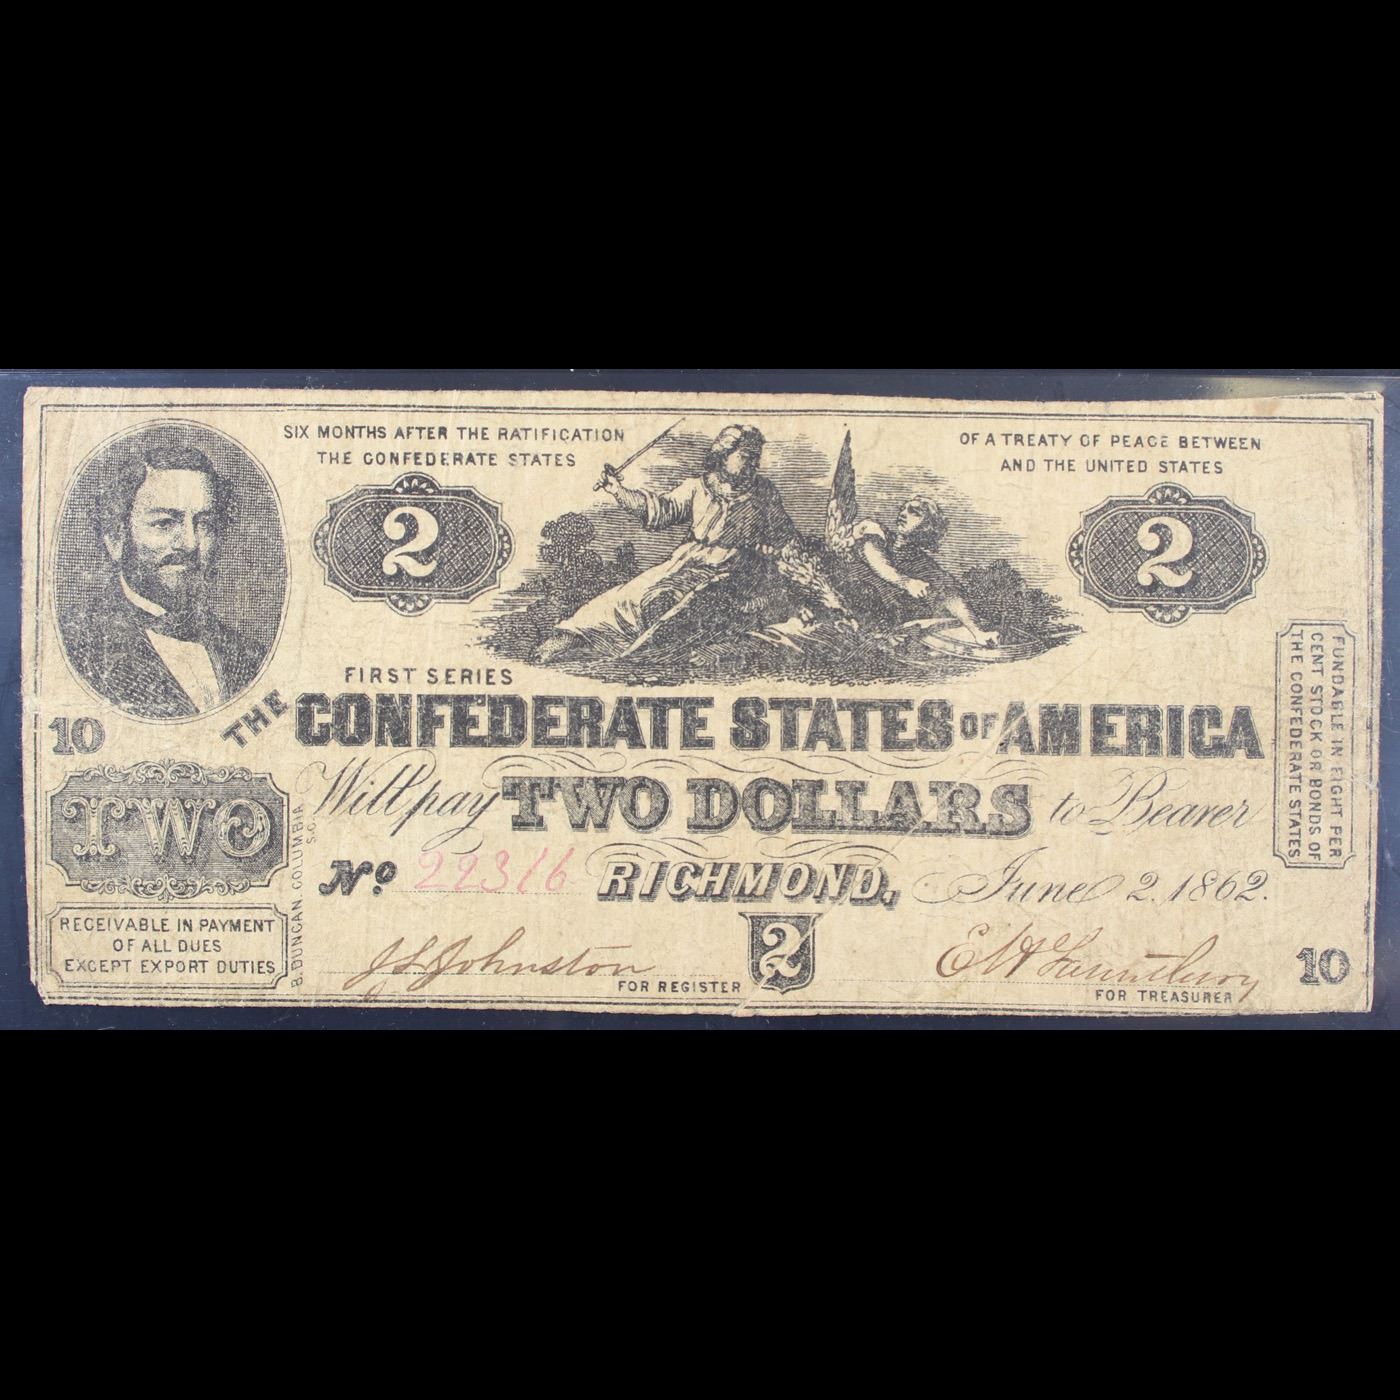 SIX MONTHS AFTER THE RATIFICATION
THE CONFEDERATE STATES
OF A TREATY OF PEACE BETWEEN
AND THE UNITED STATES
2
2
FIRST SERIES
THE CONFEDERATE STATES OF AMERICA
10
Will pay TWO DOLLARS to Bearer
TWO
No. 22316 RICHMOND, June 2. 1862.
RECEIVABLE IN PAYMENT
OF ALL DUES
EXCEPT EXPORT DUTIES
B. DUNCAN COLUMBIA
S.C.
J L Johnston
FOR REGISTER
2
FOR TREASURER
10
FUNDABLE IN EIGHT PER
CENT STOCK OR BONDS OF
THE CONFEDERATE STATES